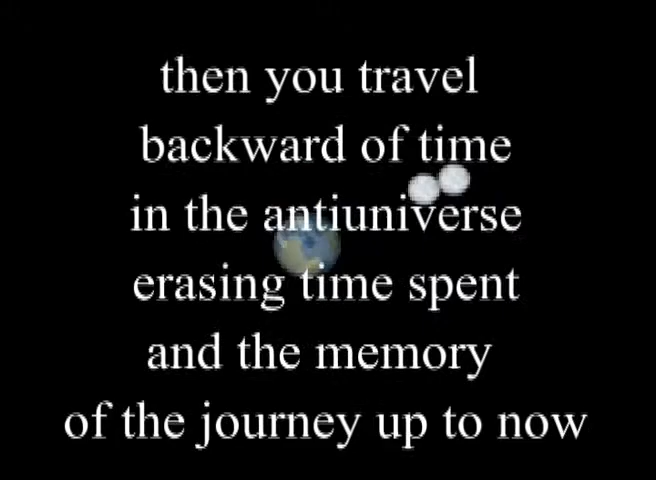 then you travel
backward of time
in the antiuniverse
erasing time spent
and the memory
of the journey up to now